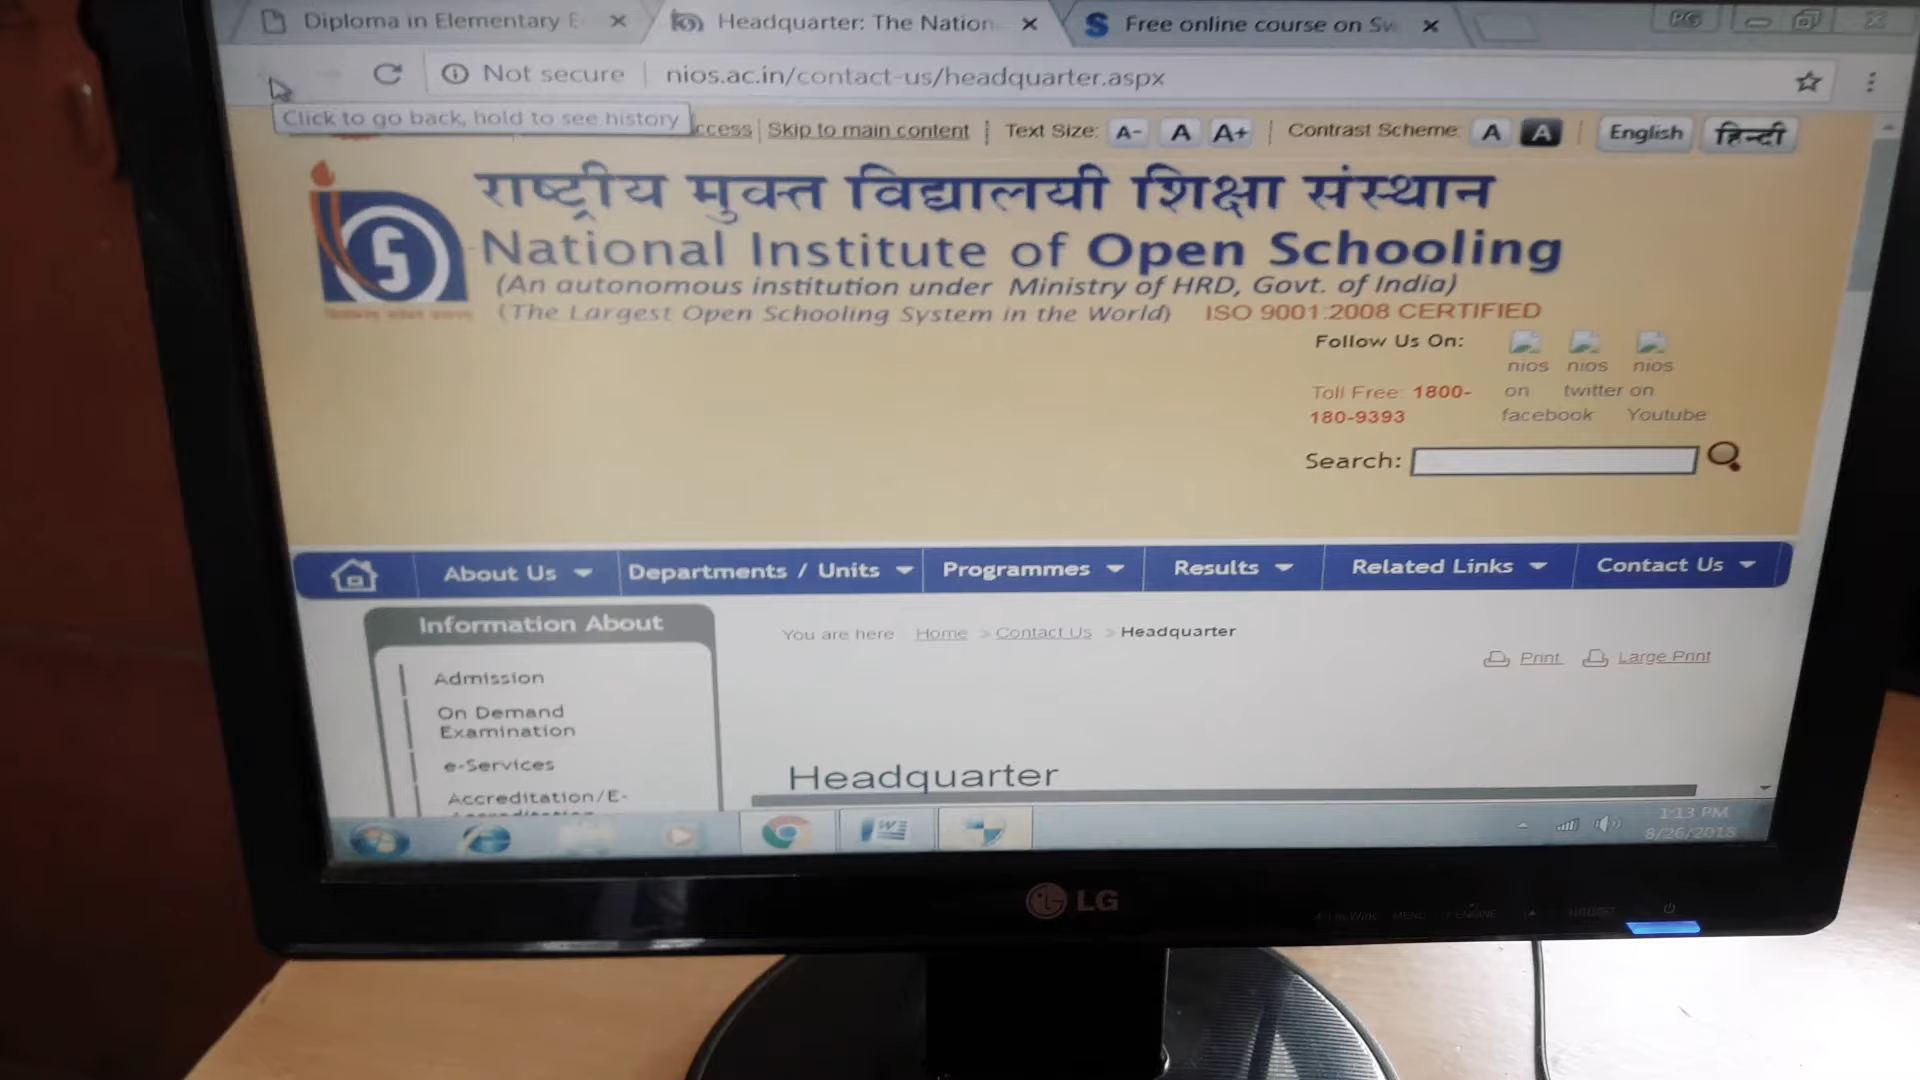 Diploma in Elementary E
Headquarter: The Nation
Free online course on Sw
Not secure
nios.ac.in/contact-us/headquarter.aspx
Click to go back, hold to see history
ccess | Skip to main content | Text Size: A- A A+ | Contrast Scheme: A A | English हिन्दी
राष्ट्रीय मुक्त विद्यालयी शिक्षा संस्थान
National Institute of Open Schooling
(An autonomous institution under Ministry of HRD, Govt. of India)
(The Largest Open Schooling System in the World) ISO 9001:2008 CERTIFIED
Follow Us On:
nios on facebook
nios twitter
nios on Youtube
Toll Free: 1800-
180-9393
Search:
About Us
Departments / Units
Programmes
Results
Related Links
Contact Us
Information About
Admission
On Demand
Examination
e-Services
Accreditation/E-
You are here Home > Contact Us > Headquarter
Print
Large Print
Headquarter
1:13 PM
8/26/2018
LG
MENU